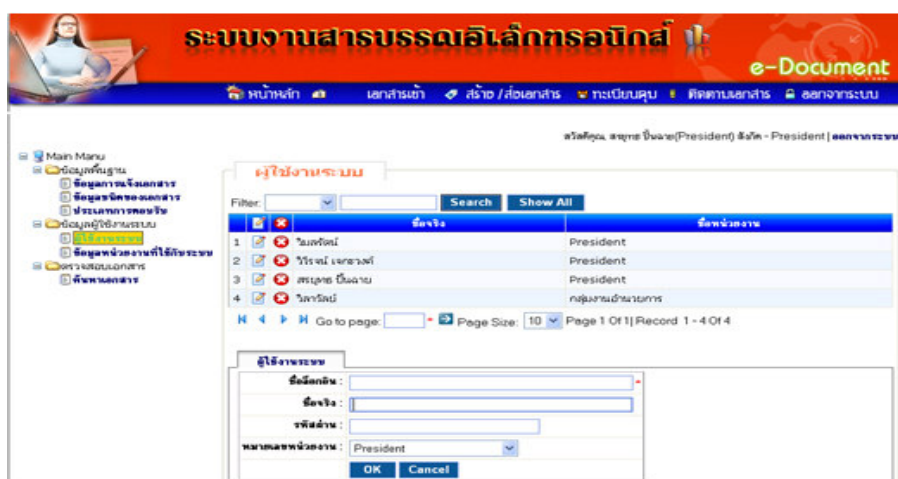 ระบบงานสารบรรณอิเล็กทรอนิกส์
e-Document
หน้าหลัก เอกสารเข้า สร้าง/ส่งเอกสาร ทะเบียนคุม ติดตามเอกสาร ออกจากระบบ
สวัสดีคุณ สรยุทธ ปิ่นฉาย(President) สังกัด - President | ออกจากระบบ
Main Manu
ข้อมูลพื้นฐาน
ข้อมูลการแจ้งเอกสาร
ข้อมูลชนิดของเอกสาร
ประเภทการตอบรับ
ข้อมูลผู้ใช้งานระบบ
ผู้ใช้งานระบบ
ข้อมูลหน่วยงานที่ใช้กับระบบ
ตรวจสอบเอกสาร
ค้นหาเอกสาร
ผู้ใช้งานระบบ
Filter: Search Show All
ชื่อจริง ชื่อหน่วยงาน
1 วิมลรัตน์ President
2 วิโรจน์ President
3 สรยุทธ ปิ่นฉาย President
4 วิลาวัลย์ กลุ่มงานอำนวยการ
Go to page: * Page Size: 10 Page 1 Of 1| Record 1 - 4 Of 4
ผู้ใช้งานระบบ
ชื่อล็อกอิน : *
ชื่อจริง :
รหัสผ่าน :
หมายเลขหน่วยงาน : President
OK Cancel